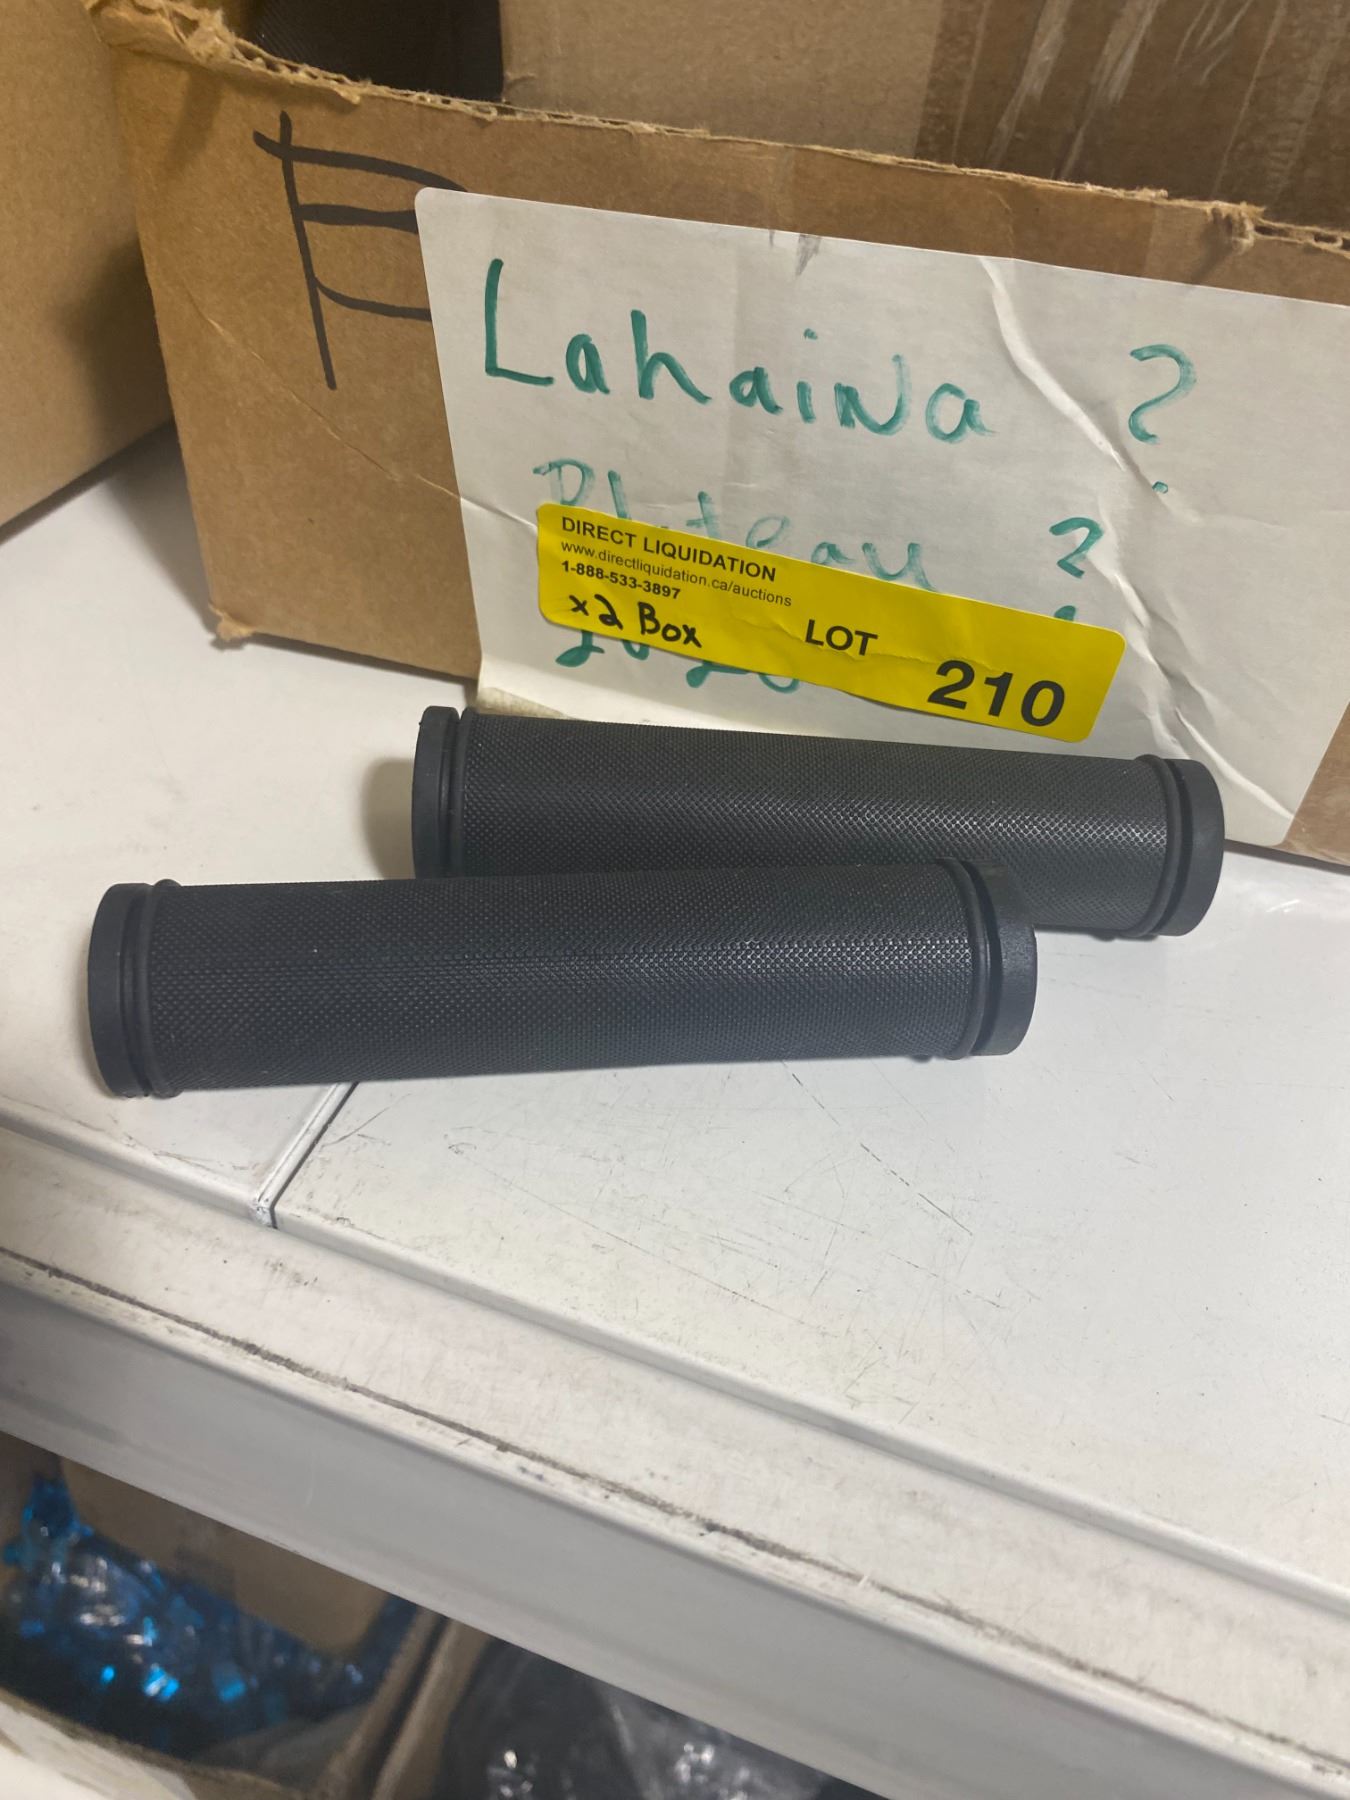 Lahaina ?
Plateau ?
DIRECT LIQUIDATION
www.directliquidation.ca/auctions
1-888-533-3897
x2 Box
LOT 210